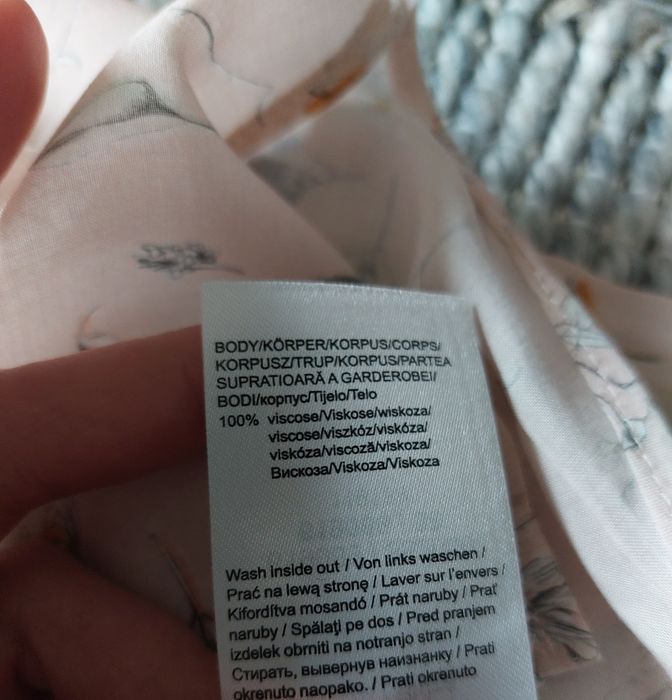 BODY/KÖRPER/KORPUS/CORPS/
KORPUSZ/TRUP/KORPUS/PARTEA
SUPRATIOARĂ A GARDEROBEI/
BODI/корпус/Tijelo/Telo
100% viscose/Viskose/wiskoza/
viscose/viszkóz/viskóza/
viskóza/viscoză/viskoza/
Вискоза/Viskoza/Viskoza
Wash inside out / Von links waschen /
Prać na lewą stronę / Laver sur l'envers /
Kifordítva mosandó / Prát naruby / Prať
naruby / Spălați pe dos / Pred pranjem
izdelek obrniti na notranjo stran /
Стирать, вывернув наизнанку / Prati
okrenuto naopako. / Prati okrenuto